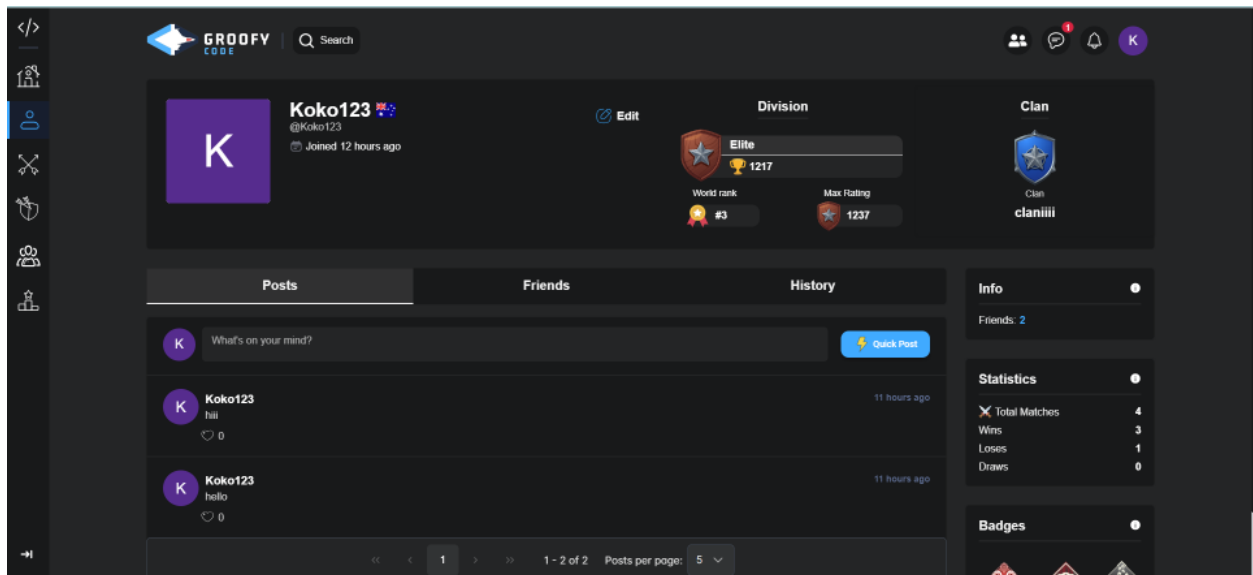 </>
GROOFY
CODE
Search
1
K
K
Koko123
@Koko123
Joined 12 hours ago
Edit
Division
Elite
1217
World rank
#3
Max Rating
1237
Clan
Clan
claniiii
Posts
Friends
History
K
What's on your mind?
Quick Post
K
Koko123
hiii
0
11 hours ago
K
Koko123
hello
0
11 hours ago
«
‹
1
›
»
1 - 2 of 2
Posts per page:
5
Info
Friends: 2
Statistics
Total Matches 4
Wins 3
Loses 1
Draws 0
Badges